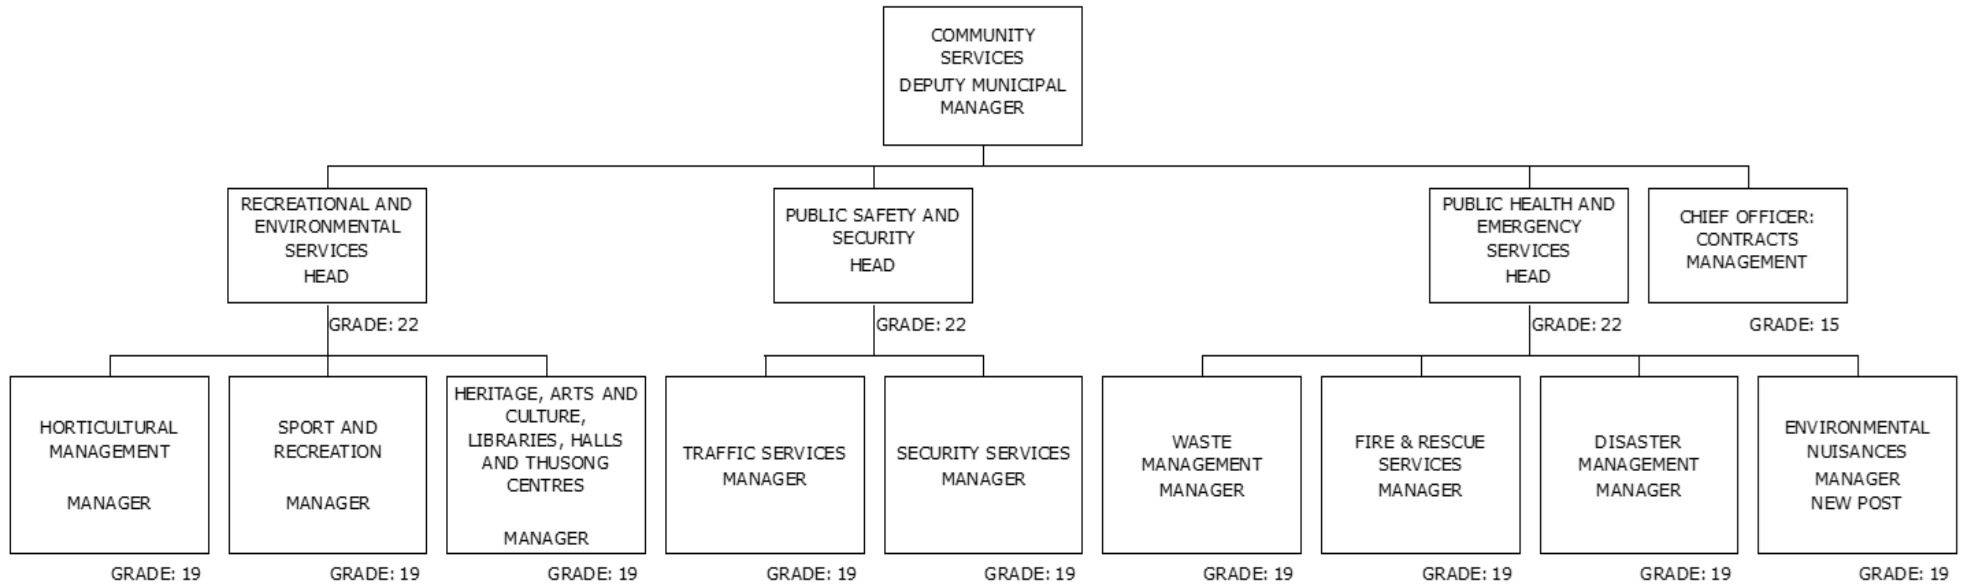 COMMUNITY
SERVICES
DEPUTY MUNICIPAL
MANAGER
RECREATIONAL AND
ENVIRONMENTAL
SERVICES
HEAD
GRADE: 22
PUBLIC SAFETY AND
SECURITY
HEAD
GRADE: 22
PUBLIC HEALTH AND
EMERGENCY
SERVICES
HEAD
GRADE: 22
CHIEF OFFICER:
CONTRACTS
MANAGEMENT
GRADE: 15
HORTICULTURAL
MANAGEMENT
MANAGER
GRADE: 19
SPORT AND
RECREATION
MANAGER
GRADE: 19
HERITAGE, ARTS AND
CULTURE,
LIBRARIES, HALLS
AND THUSONG
CENTRES
MANAGER
GRADE: 19
TRAFFIC SERVICES
MANAGER
GRADE: 19
SECURITY SERVICES
MANAGER
GRADE: 19
WASTE
MANAGEMENT
MANAGER
GRADE: 19
FIRE & RESCUE
SERVICES
MANAGER
GRADE: 19
DISASTER
MANAGEMENT
MANAGER
GRADE: 19
ENVIRONMENTAL
NUISANCES
MANAGER
NEW POST
GRADE: 19